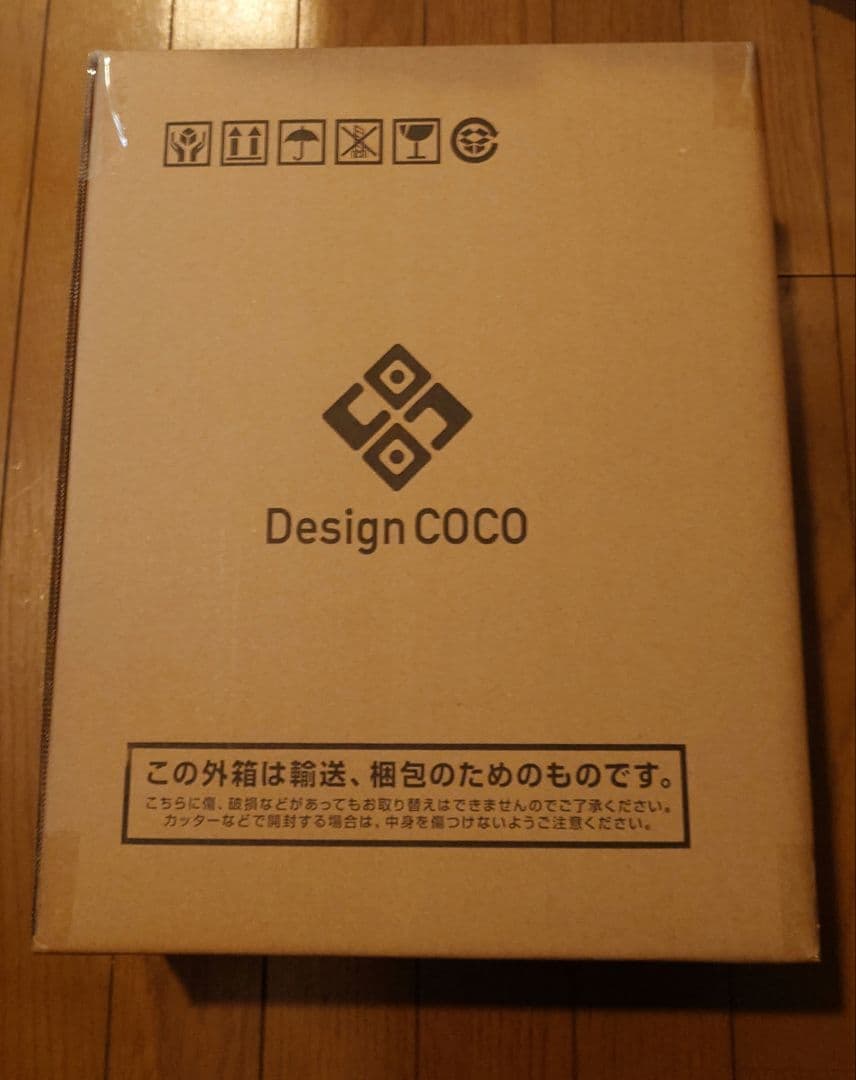 Design COCO
この外箱は輸送、梱包のためのものです。
こちらに傷、破損などがあってもお取り替えはできませんのでご了承ください。
カッターなどで開封する場合は、中身を傷つけないようご注意ください。